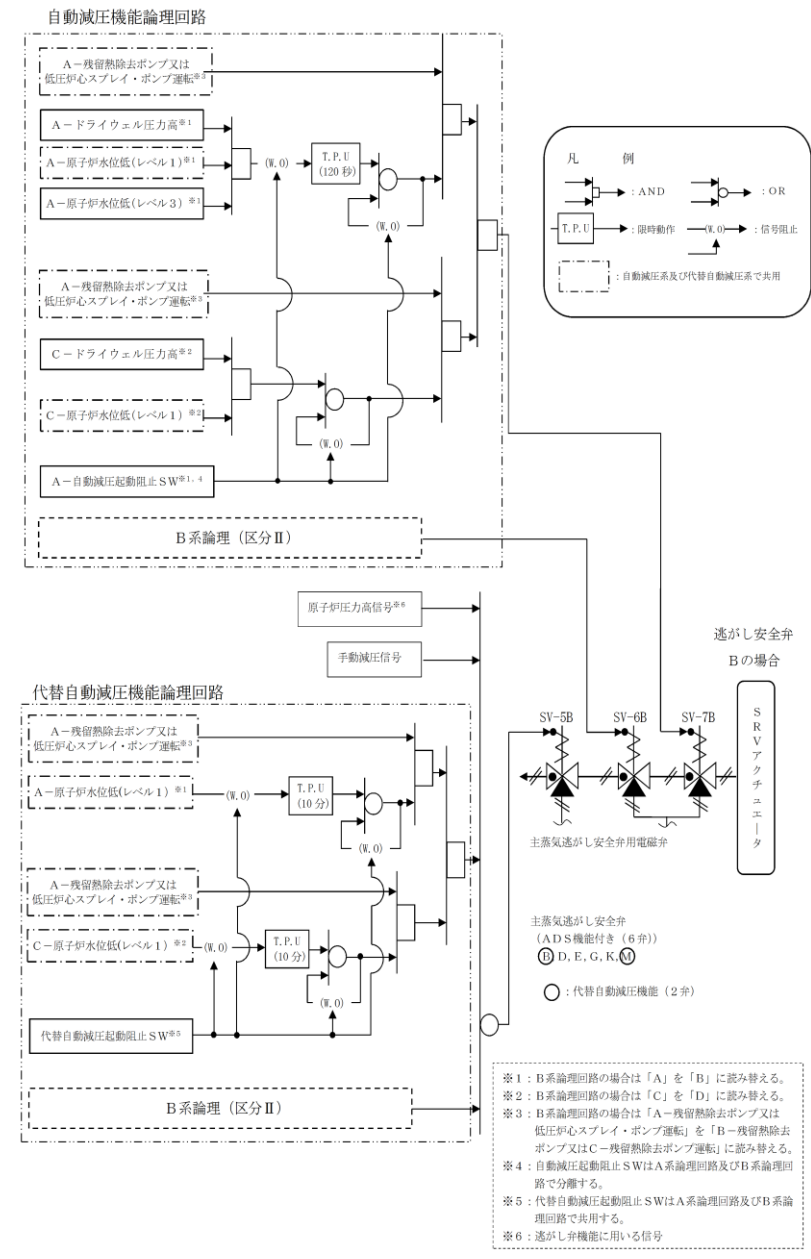 自動減圧機能論理回路
A－残留熱除去ポンプ又は
低圧炉心スプレイ・ポンプ運転※3
A－ドライウェル圧力高※1
A－原子炉水位低(レベル1)※1
A－原子炉水位低(レベル3)※1
(W.O)
T.P.U
(120秒)
(W.O)
A－残留熱除去ポンプ又は
低圧炉心スプレイ・ポンプ運転※3
C－ドライウェル圧力高※2
C－原子炉水位低(レベル1)※2
(W.O)
A－自動減圧起動阻止SW※1,4
B系論理（区分Ⅱ）
凡　例
：AND
：OR
T.P.U
：限時動作
(W.O)
：信号阻止
：自動減圧系及び代替自動減圧系で共用
原子炉圧力高信号※6
手動減圧信号
代替自動減圧機能論理回路
A－残留熱除去ポンプ又は
低圧炉心スプレイ・ポンプ運転※3
A－原子炉水位低(レベル1)※1
(W.O)
T.P.U
(10分)
(W.O)
A－残留熱除去ポンプ又は
低圧炉心スプレイ・ポンプ運転※3
C－原子炉水位低(レベル1)※2
(W.O)
T.P.U
(10分)
(W.O)
代替自動減圧起動阻止SW※5
B系論理（区分Ⅱ）
逃がし安全弁
Bの場合
SV-5B
SV-6B
SV-7B
SRVアクチュエータ
主蒸気逃がし安全弁用電磁弁
主蒸気逃がし安全弁
（ADS機能付き（6弁））
B, D, E, G, K, M
○：代替自動減圧機能（2弁）
※1：B系論理回路の場合は「A」を「B」に読み替える。
※2：B系論理回路の場合は「C」を「D」に読み替える。
※3：B系論理回路の場合は「A－残留熱除去ポンプ又は
低圧炉心スプレイ・ポンプ運転」を「B－残留熱除去
ポンプ又はC－残留熱除去ポンプ運転」に読み替える。
※4：自動減圧起動阻止SWはA系論理回路及びB系論理回
路で分離する。
※5：代替自動減圧起動阻止SWはA系論理回路及びB系論
理回路で共用する。
※6：逃がし弁機能に用いる信号